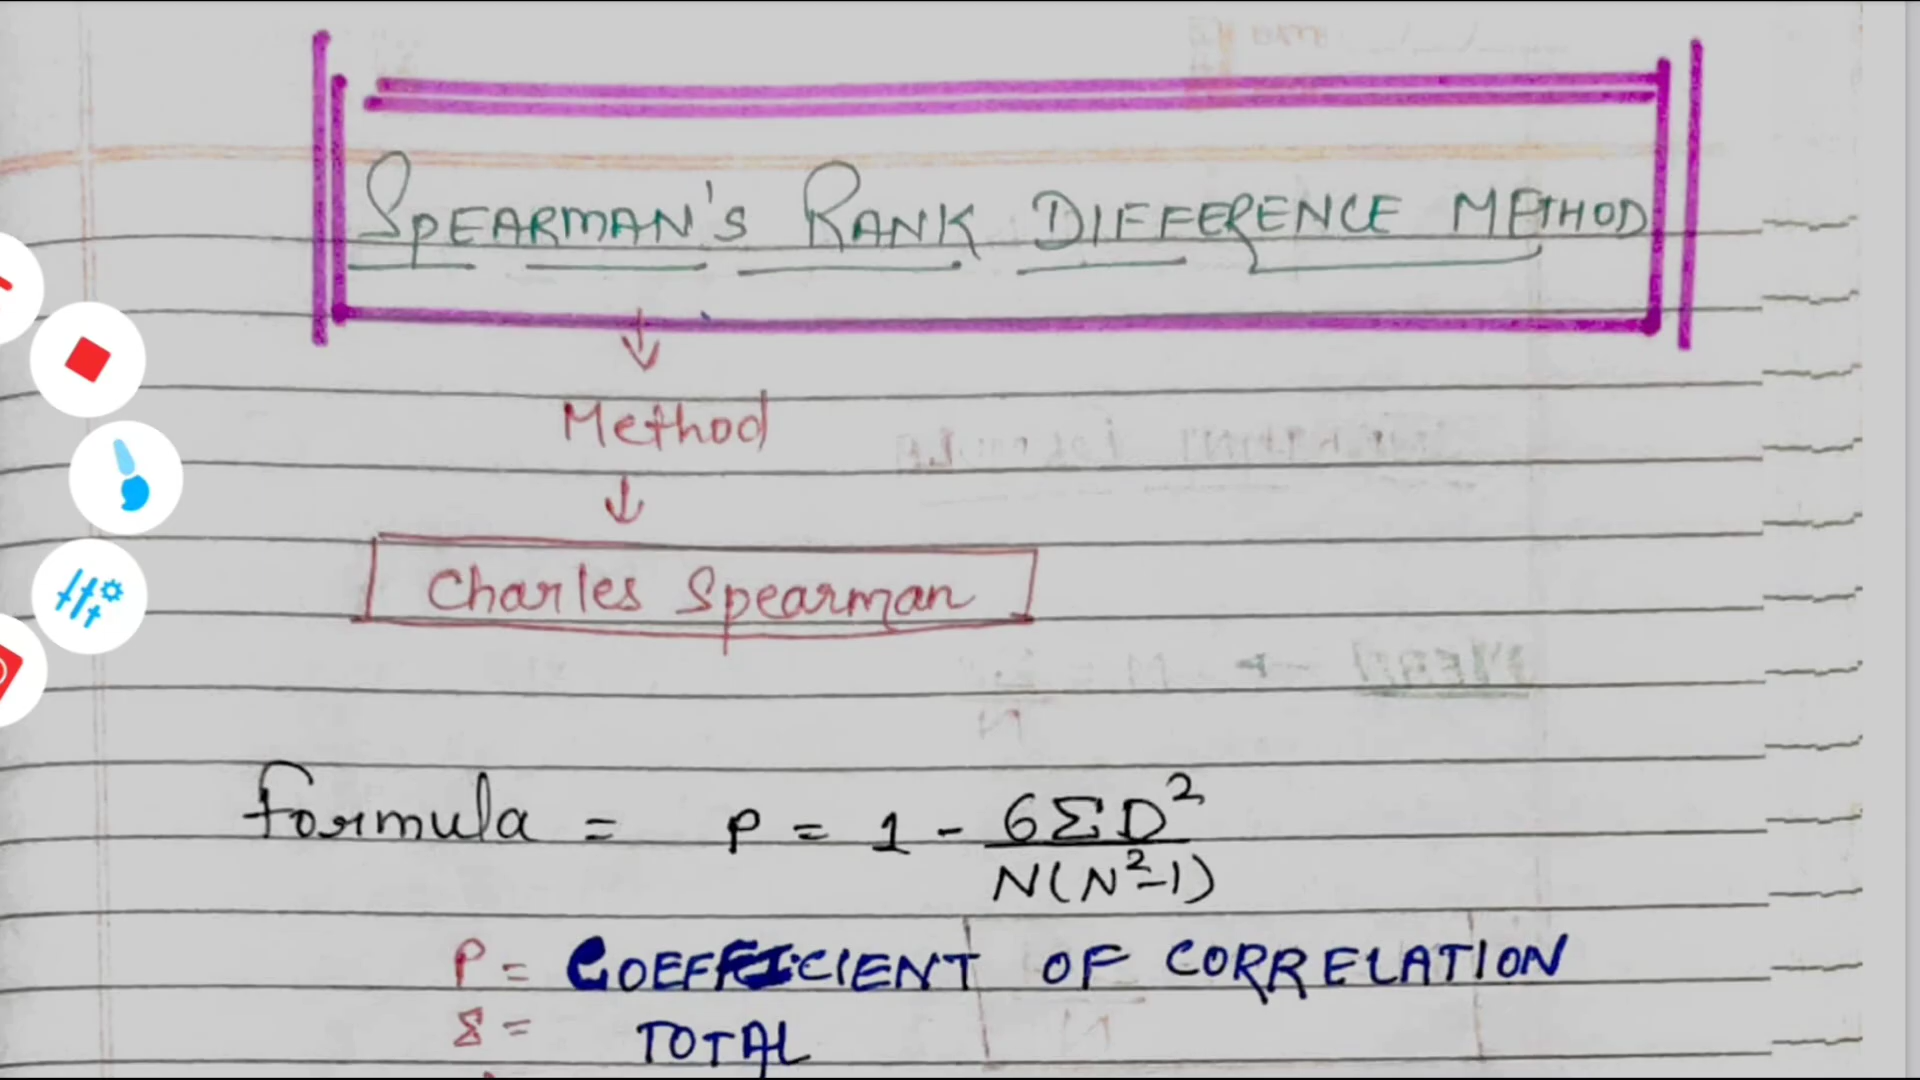 SPEARMAN'S RANK DIFFERENCE METHOD
↓
Method
↓
Charles Spearman
formula = P = 1 - 6ΣD²/N(N²-1)
P = COEFFICIENT OF CORRELATION
Σ = TOTAL